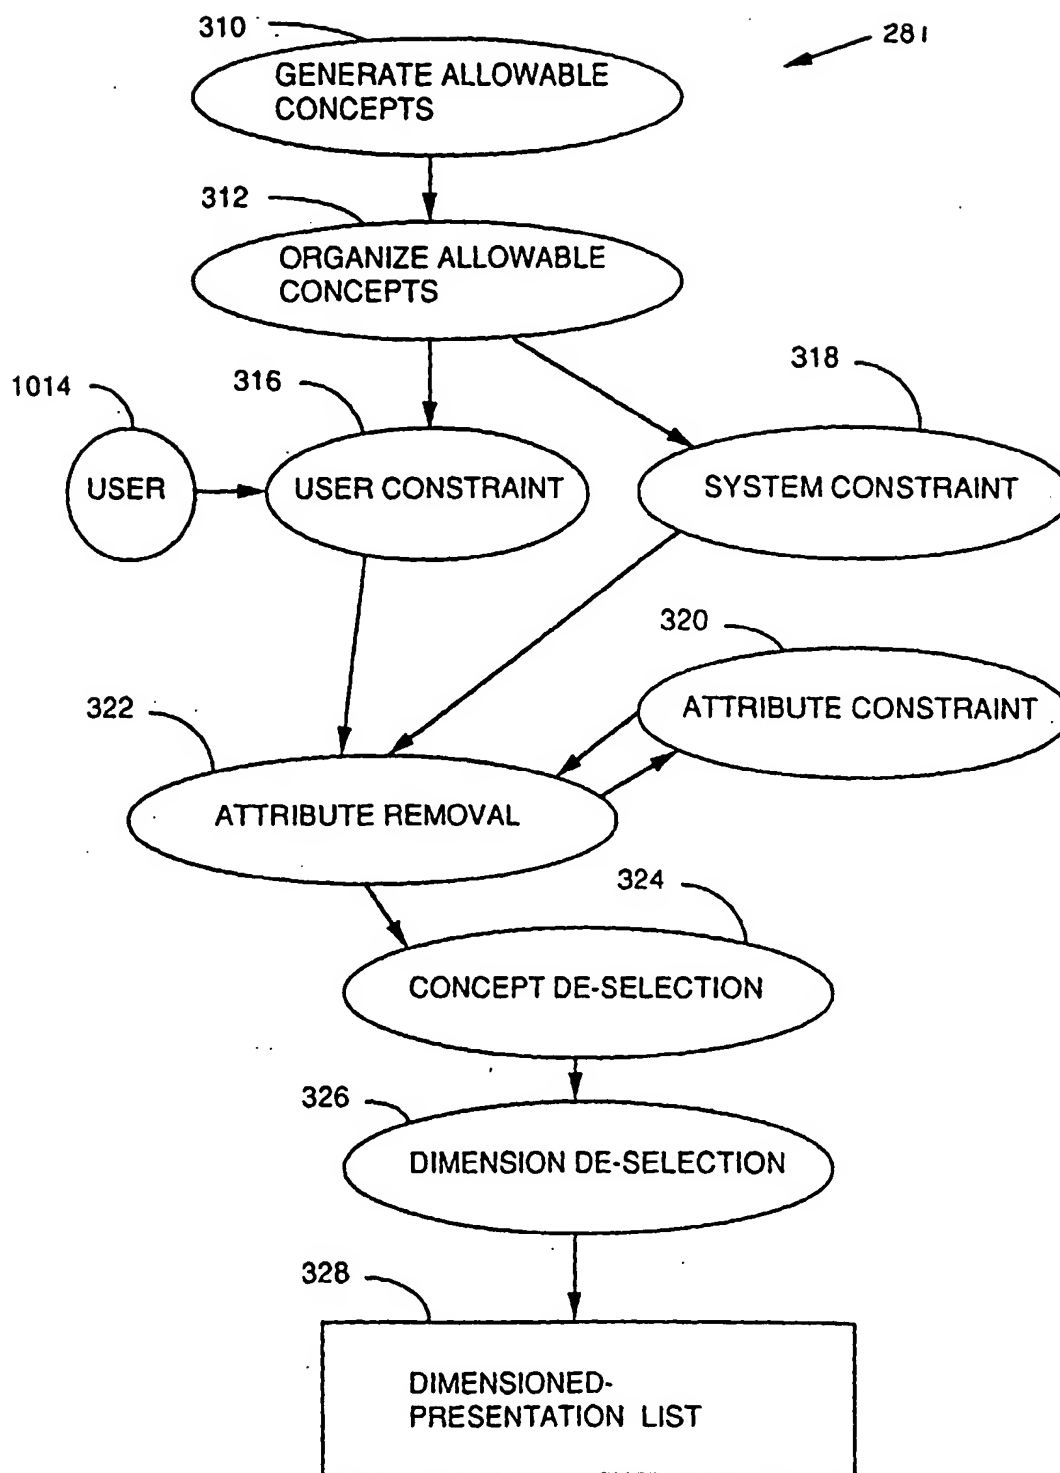 310
281
GENERATE ALLOWABLE
CONCEPTS
312
ORGANIZE ALLOWABLE
CONCEPTS
1014
316
318
USER
USER CONSTRAINT
SYSTEM CONSTRAINT
320
ATTRIBUTE CONSTRAINT
322
ATTRIBUTE REMOVAL
324
CONCEPT DE-SELECTION
326
DIMENSION DE-SELECTION
328
DIMENSIONED-
PRESENTATION LIST